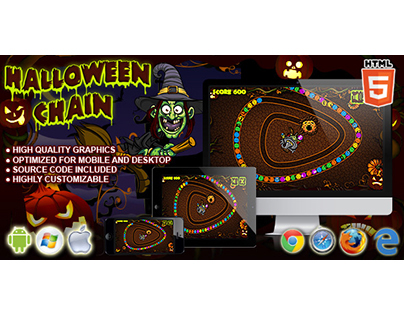 HALLOWEEN
CHAIN
• HIGH QUALITY GRAPHICS
• OPTIMIZED FOR MOBILE AND DESKTOP
• SOURCE CODE INCLUDED
• HIGHLY CUSTOMIZABLE
SCORE 600
HTML
5